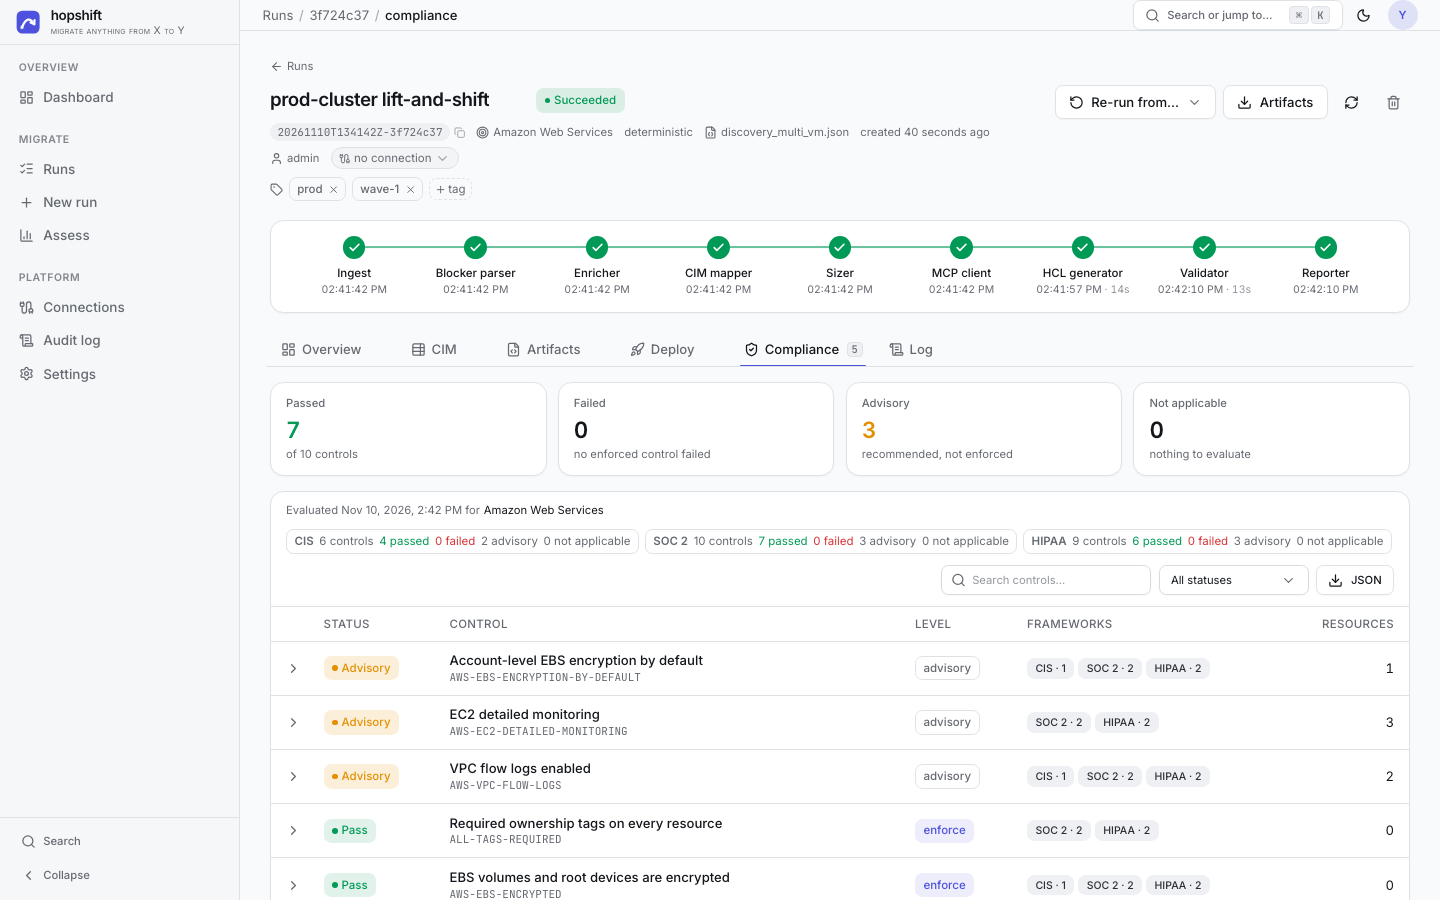 hopshift
MIGRATE ANYTHING FROM X TO Y
OVERVIEW
Dashboard
MIGRATE
Runs
New run
Assess
PLATFORM
Connections
Audit log
Settings
Search
Collapse
Runs / 3f724c37 / compliance
Search or jump to... ⌘ K
Y
Runs
prod-cluster lift-and-shift Succeeded
Re-run from... Artifacts
20261110T134142Z-3f724c37 Amazon Web Services deterministic discovery_multi_vm.json created 40 seconds ago
admin no connection
prod wave-1 + tag
Ingest Blocker parser Enricher CIM mapper Sizer MCP client HCL generator Validator Reporter
02:41:42 PM 02:41:42 PM 02:41:42 PM 02:41:42 PM 02:41:42 PM 02:41:42 PM 02:41:57 PM · 14s 02:42:10 PM · 13s 02:42:10 PM
Overview CIM Artifacts Deploy Compliance 5 Log
Passed
7
of 10 controls
Failed
0
no enforced control failed
Advisory
3
recommended, not enforced
Not applicable
0
nothing to evaluate
Evaluated Nov 10, 2026, 2:42 PM for Amazon Web Services
CIS 6 controls 4 passed 0 failed 2 advisory 0 not applicable
SOC 2 10 controls 7 passed 0 failed 3 advisory 0 not applicable
HIPAA 9 controls 6 passed 0 failed 3 advisory 0 not applicable
Search controls... All statuses JSON
STATUS CONTROL LEVEL FRAMEWORKS RESOURCES
Advisory Account-level EBS encryption by default advisory CIS · 1 SOC 2 · 2 HIPAA · 2 1
AWS-EBS-ENCRYPTION-BY-DEFAULT
Advisory EC2 detailed monitoring advisory SOC 2 · 2 HIPAA · 2 3
AWS-EC2-DETAILED-MONITORING
Advisory VPC flow logs enabled advisory CIS · 1 SOC 2 · 2 HIPAA · 2 2
AWS-VPC-FLOW-LOGS
Pass Required ownership tags on every resource enforce SOC 2 · 2 HIPAA · 2 0
ALL-TAGS-REQUIRED
Pass EBS volumes and root devices are encrypted enforce CIS · 1 SOC 2 · 2 HIPAA · 2 0
AWS-EBS-ENCRYPTED